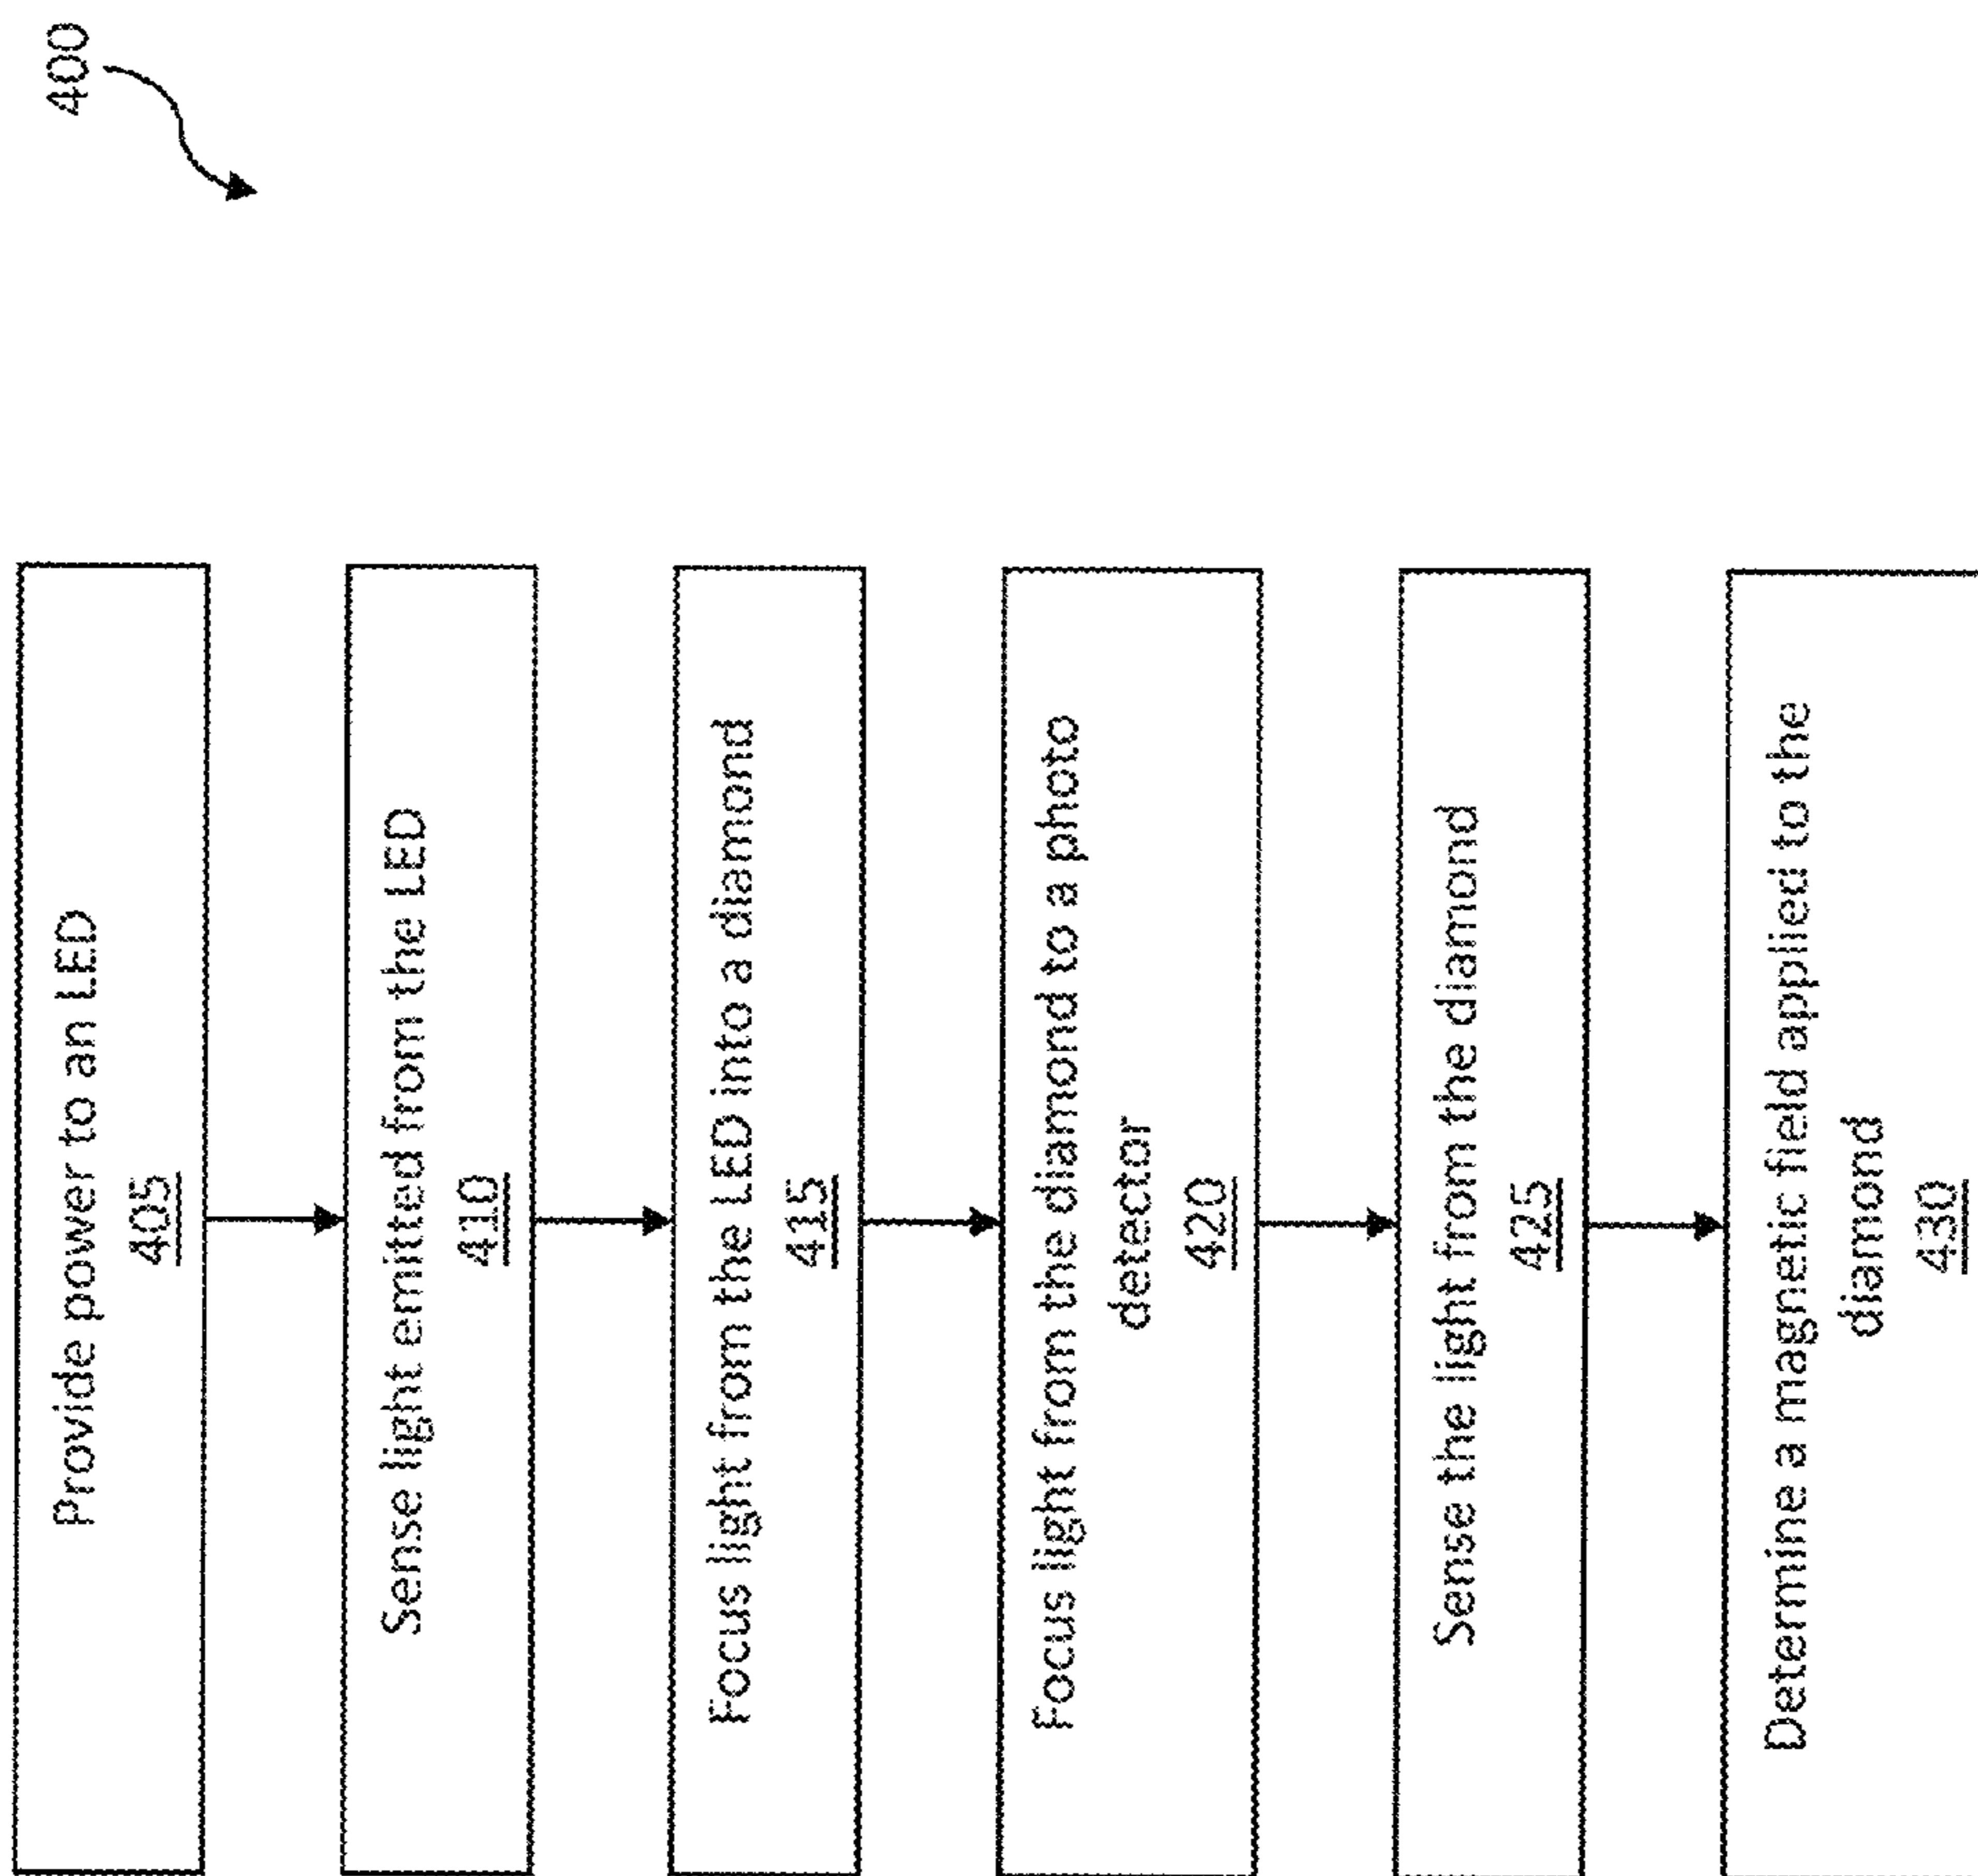 400
Provide power to an LED
405
Sense light emitted from the LED
410
Focus light from the LED into a diamond
415
Focus light from the diamond to a photo
detector
420
Sense the light from the diamond
425
Determine a magnetic field applied to the
diamond
430